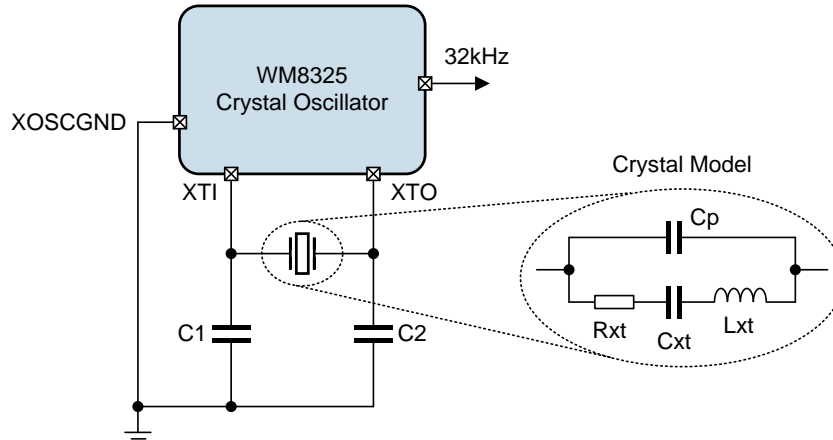 32kHz
WM8325
Crystal Oscillator
XOSCGND
XTI
XTO
Crystal Model
Cp
C1
C2
Rxt
Cxt
Lxt